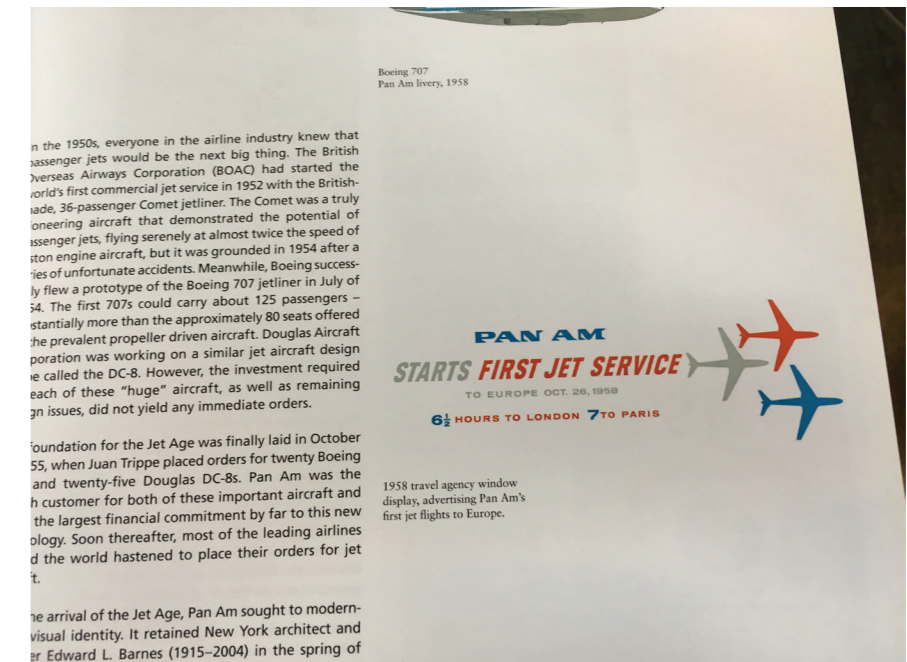 Boeing 707
Pan Am livery, 1958
n the 1950s, everyone in the airline industry knew that
passenger jets would be the next big thing. The British
Overseas Airways Corporation (BOAC) had started the
world's first commercial jet service in 1952 with the British-
made, 36-passenger Comet jetliner. The Comet was a truly
oneering aircraft that demonstrated the potential of
assenger jets, flying serenely at almost twice the speed of
ston engine aircraft, but it was grounded in 1954 after a
ries of unfortunate accidents. Meanwhile, Boeing success-
ly flew a prototype of the Boeing 707 jetliner in July of
54. The first 707s could carry about 125 passengers –
stantially more than the approximately 80 seats offered
the prevalent propeller driven aircraft. Douglas Aircraft
poration was working on a similar jet aircraft design
e called the DC-8. However, the investment required
each of these "huge" aircraft, as well as remaining
gn issues, did not yield any immediate orders.
foundation for the Jet Age was finally laid in October
55, when Juan Trippe placed orders for twenty Boeing
and twenty-five Douglas DC-8s. Pan Am was the
h customer for both of these important aircraft and
the largest financial commitment by far to this new
ology. Soon thereafter, most of the leading airlines
d the world hastened to place their orders for jet
ft.
he arrival of the Jet Age, Pan Am sought to modern-
visual identity. It retained New York architect and
er Edward L. Barnes (1915–2004) in the spring of
PAN AM
STARTS FIRST JET SERVICE
TO EUROPE OCT. 26, 1958
6½ HOURS TO LONDON 7 TO PARIS
1958 travel agency window
display, advertising Pan Am's
first jet flights to Europe.